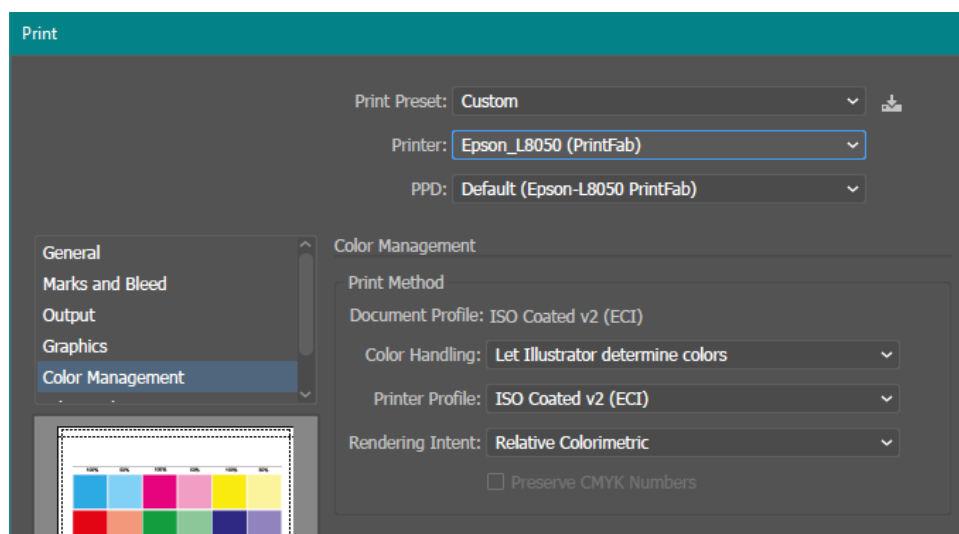 Print
Print Preset: Custom
Printer: Epson_L8050 (PrintFab)
PPD: Default (Epson-L8050 PrintFab)
General
Marks and Bleed
Output
Graphics
Color Management
Color Management
Print Method
Document Profile: ISO Coated v2 (ECI)
Color Handling: Let Illustrator determine colors
Printer Profile: ISO Coated v2 (ECI)
Rendering Intent: Relative Colorimetric
Preserve CMYK Numbers